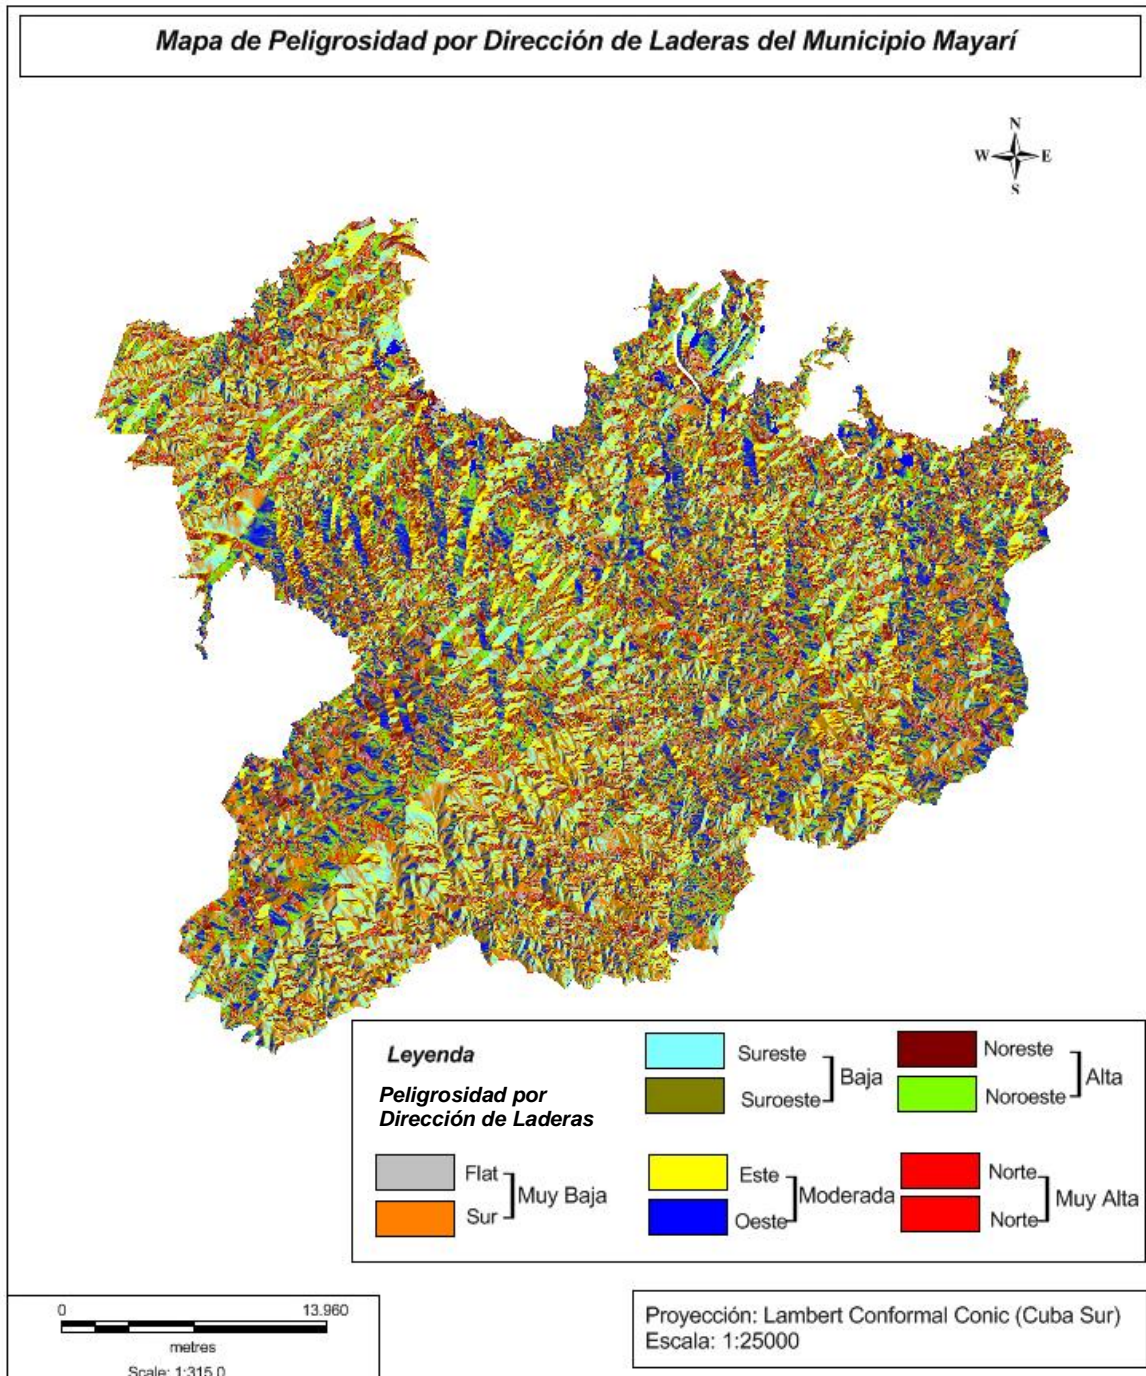 Mapa de Peligrosidad por Dirección de Laderas del Municipio Mayarí
N
W E
S
Leyenda
Peligrosidad por
Dirección de Laderas
Flat
Sur
Muy Baja
Sureste
Suroeste
Baja
Este
Oeste
Moderada
Noreste
Noroeste
Alta
Norte
Norte
Muy Alta
0 13.960
metres
Scale: 1:315.0
Proyección: Lambert Conformal Conic (Cuba Sur)
Escala: 1:25000